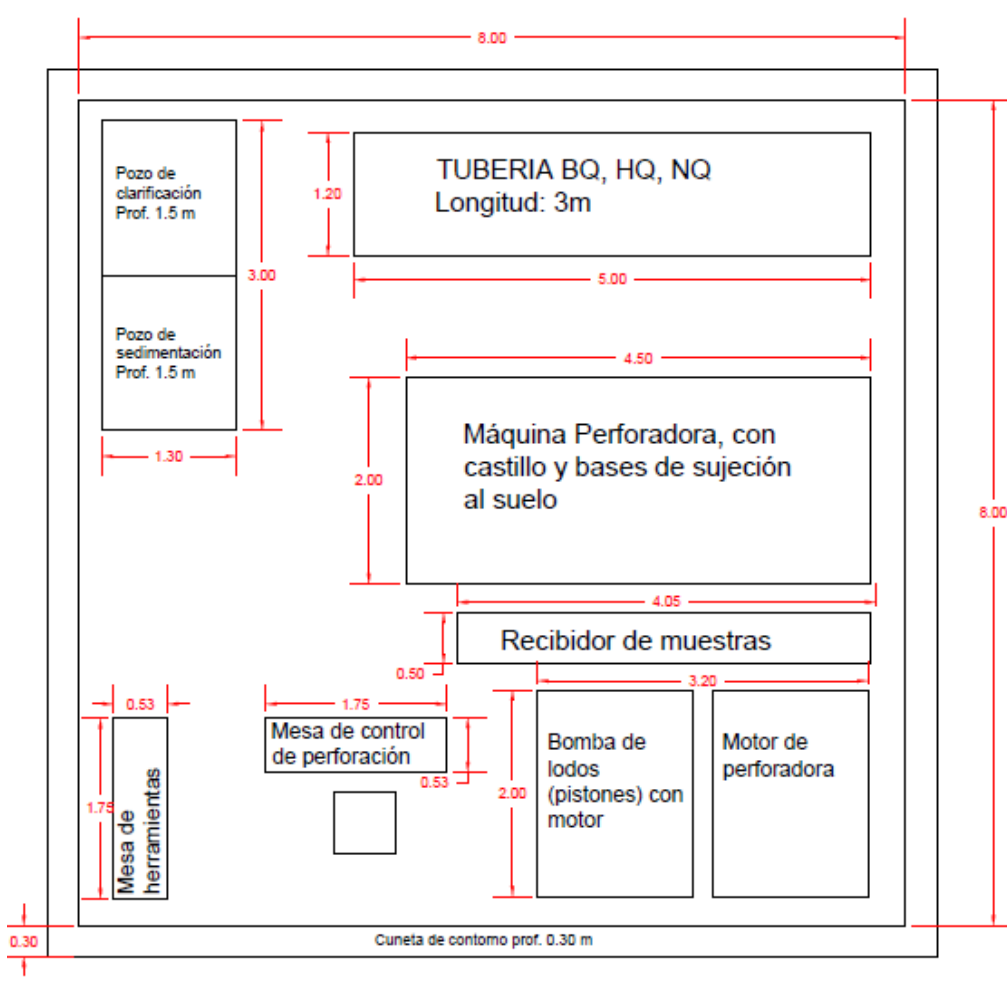 8.00
Pozo de
clarificación
Prof. 1.5 m
3.00
Pozo de
sedimentación
Prof. 1.5 m
1.30
1.20
TUBERIA BQ, HQ, NQ
Longitud: 3m
5.00
4.50
2.00
Máquina Perforadora, con
castillo y bases de sujeción
al suelo
8.00
4.05
0.50
Recibidor de muestras
3.20
0.53
1.75
Mesa de
herramientas
1.75
Mesa de control
de perforación
0.53
2.00
Bomba de
lodos
(pistones) con
motor
Motor de
perforadora
0.30
Cuneta de contorno prof. 0.30 m